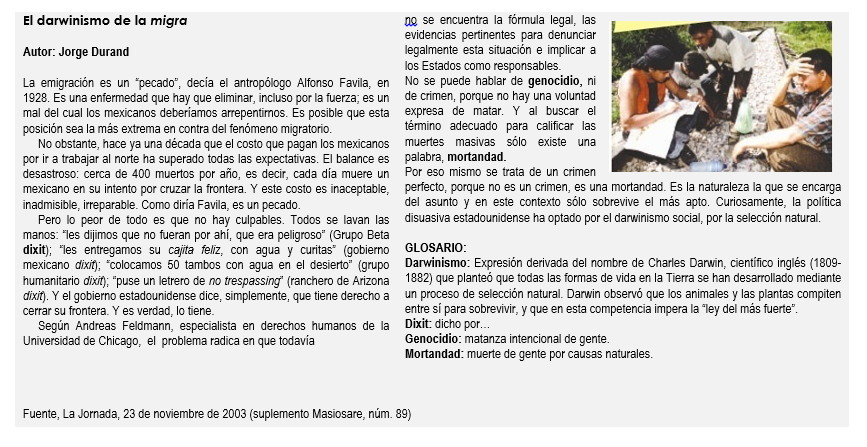 El darwinismo de la migra
Autor: Jorge Durand
La emigración es un “pecado”, decía el antropólogo Alfonso Favila, en
1928. Es una enfermedad que hay que eliminar, incluso por la fuerza; es un
mal del cual los mexicanos deberíamos arrepentirnos. Es posible que esta
posición sea la más extrema en contra del fenómeno migratorio.
No obstante, hace ya una década que el costo que pagan los mexicanos
por ir a trabajar al norte ha superado todas las expectativas. El balance es
desastroso: cerca de 400 muertos por año, es decir, cada día muere un
mexicano en su intento por cruzar la frontera. Y este costo es inaceptable,
inadmisible, irreparable. Como diría Favila, es un pecado.
Pero lo peor de todo es que no hay culpables. Todos se lavan las
manos: “les dijimos que no fueran por ahí, que era peligroso” (Grupo Beta
dixit); “les entregamos su cajita feliz, con agua y curitas” (gobierno
mexicano dixit); “colocamos 50 tambos con agua en el desierto” (grupo
humanitario dixit); “puse un letrero de no trespassing” (ranchero de Arizona
dixit). Y el gobierno estadounidense dice, simplemente, que tiene derecho a
cerrar su frontera. Y es verdad, lo tiene.
Según Andreas Feldmann, especialista en derechos humanos de la
Universidad de Chicago, el problema radica en que todavía
no se encuentra la fórmula legal, las
evidencias pertinentes para denunciar
legalmente esta situación e implicar a
los Estados como responsables.
No se puede hablar de genocidio, ni
de crimen, porque no hay una voluntad
expresa de matar. Y al buscar el
término adecuado para calificar las
muertes masivas sólo existe una
palabra, mortandad.
Por eso mismo se trata de un crimen
perfecto, porque no es un crimen, es una mortandad. Es la naturaleza la que se encarga
del asunto y en este contexto sólo sobrevive el más apto. Curiosamente, la política
disuasiva estadounidense ha optado por el darwinismo social, por la selección natural.
GLOSARIO:
Darwinismo: Expresión derivada del nombre de Charles Darwin, científico inglés (1809-
1882) que planteó que todas las formas de vida en la Tierra se han desarrollado mediante
un proceso de selección natural. Darwin observó que los animales y las plantas compiten
entre sí para sobrevivir, y que en esta competencia impera la “ley del más fuerte”.
Dixit: dicho por…
Genocidio: matanza intencional de gente.
Mortandad: muerte de gente por causas naturales.
Fuente, La Jornada, 23 de noviembre de 2003 (suplemento Masiosare, núm. 89)